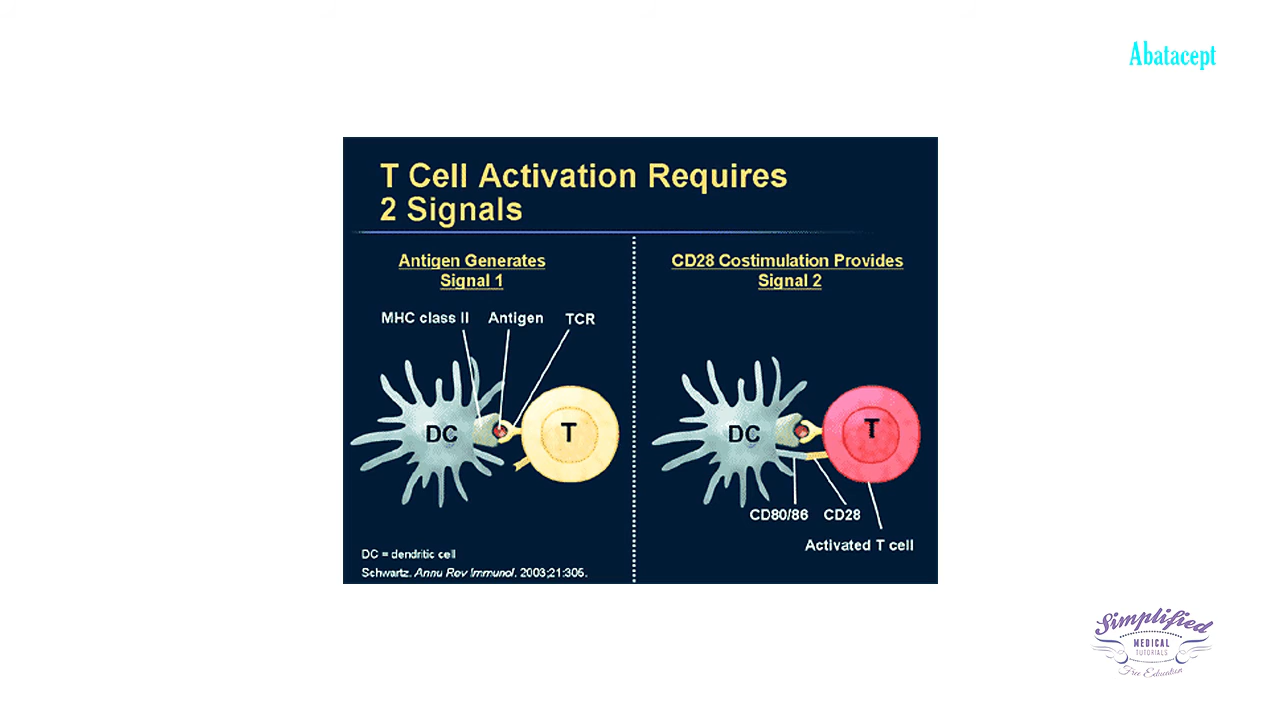 Abatacept
T Cell Activation Requires
2 Signals
Antigen Generates
Signal 1
CD28 Costimulation Provides
Signal 2
MHC class II Antigen TCR
DC T
DC T
CD80/86 CD28
Activated T cell
DC = dendritic cell
Schwartz. Annu Rev Immunol. 2003;21:305.
Simplified
MEDICAL
TUTORIALS
Free Education